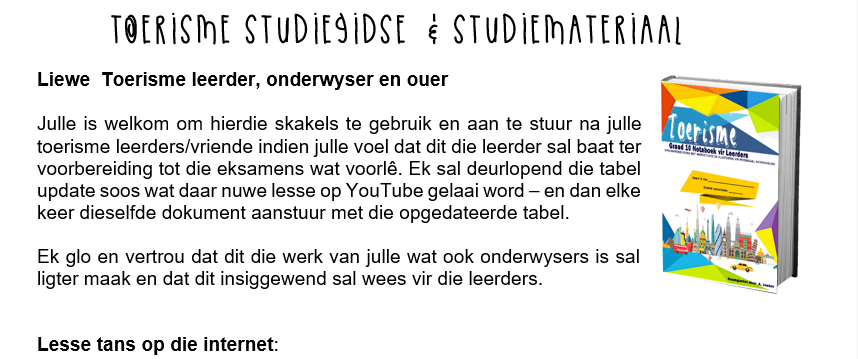 TOERISME STUDIEGIDSE & STUDIEMATERIAAL
Liewe Toerisme leerder, onderwyser en ouer
Julle is welkom om hierdie skakels te gebruik en aan te stuur na julle
toerisme leerders/vriende indien julle voel dat dit die leerder sal baat ter
voorbereiding tot die eksamens wat voorlê. Ek sal deurlopend die tabel
update soos wat daar nuwe lesse op YouTube gelaai word – en dan elke
keer dieselfde dokument aanstuur met die opgedateerde tabel.
Ek glo en vertrou dat dit die werk van julle wat ook onderwysers is sal
ligter maak en dat dit insiggewend sal wees vir die leerders.
Lesse tans op die internet:
Toerisme
Graad 10 Notaboek vir Leerders